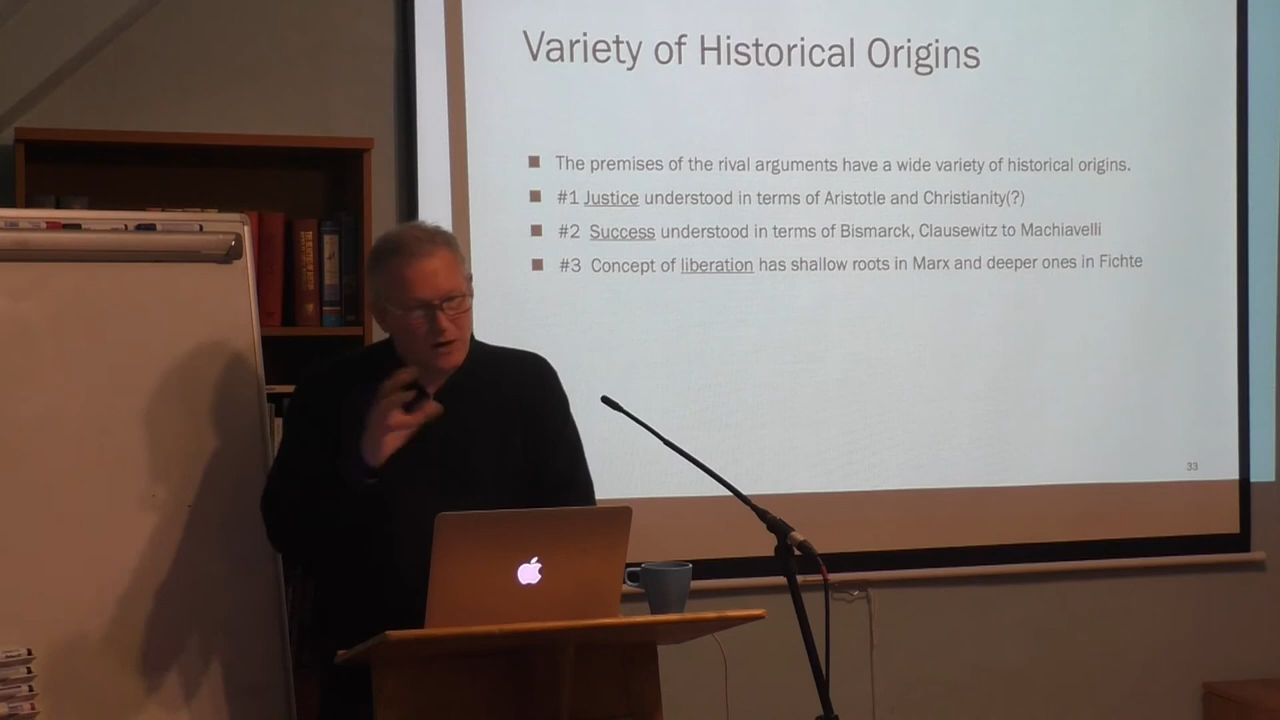 Variety of Historical Origins
The premises of the rival arguments have a wide variety of historical origins.
#1 Justice understood in terms of Aristotle and Christianity(?)
#2 Success understood in terms of Bismarck, Clausewitz to Machiavelli
#3 Concept of liberation has shallow roots in Marx and deeper ones in Fichte
33